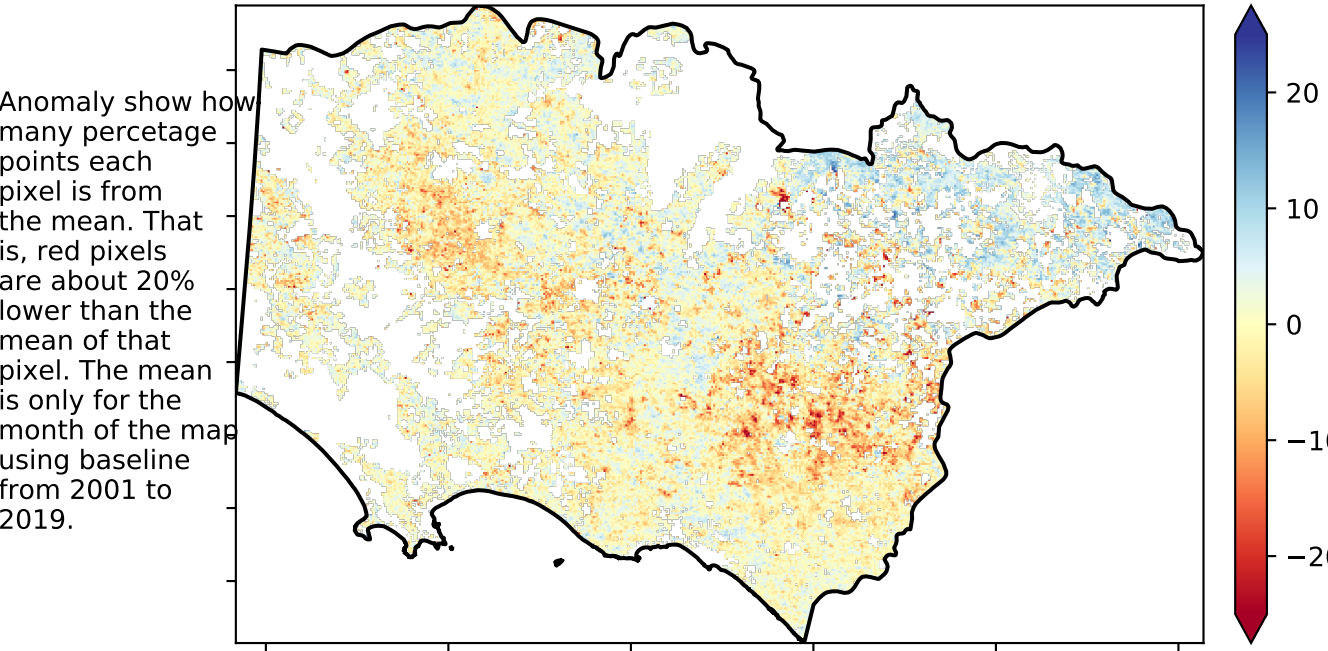 Anomaly show how
many percetage
points each
pixel is from
the mean. That
is, red pixels
are about 20%
lower than the
mean of that
pixel. The mean
is only for the
month of the map
using baseline
from 2001 to
2019.
20
10
0
−10
−20